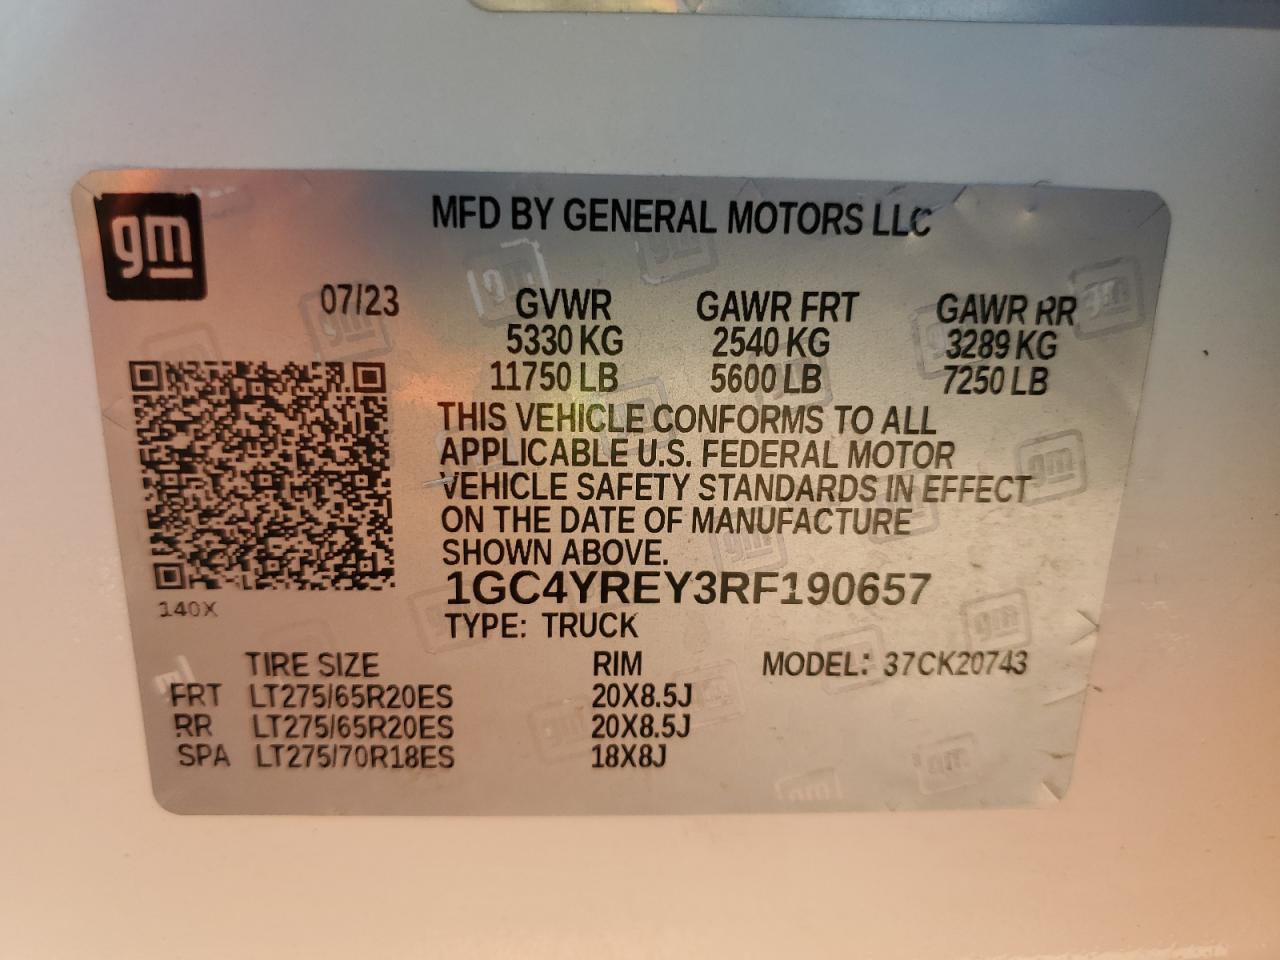 gm
MFD BY GENERAL MOTORS LLC
07/23 GVWR GAWR FRT GAWR RR
5330 KG 2540 KG 3289 KG
11750 LB 5600 LB 7250 LB
THIS VEHICLE CONFORMS TO ALL
APPLICABLE U.S. FEDERAL MOTOR
VEHICLE SAFETY STANDARDS IN EFFECT
ON THE DATE OF MANUFACTURE
SHOWN ABOVE.
1GC4YREY3RF190657
140X
TYPE: TRUCK
TIRE SIZE RIM MODEL: 37CK20743
FRT LT275/65R20ES 20X8.5J
RR LT275/65R20ES 20X8.5J
SPA LT275/70R18ES 18X8J